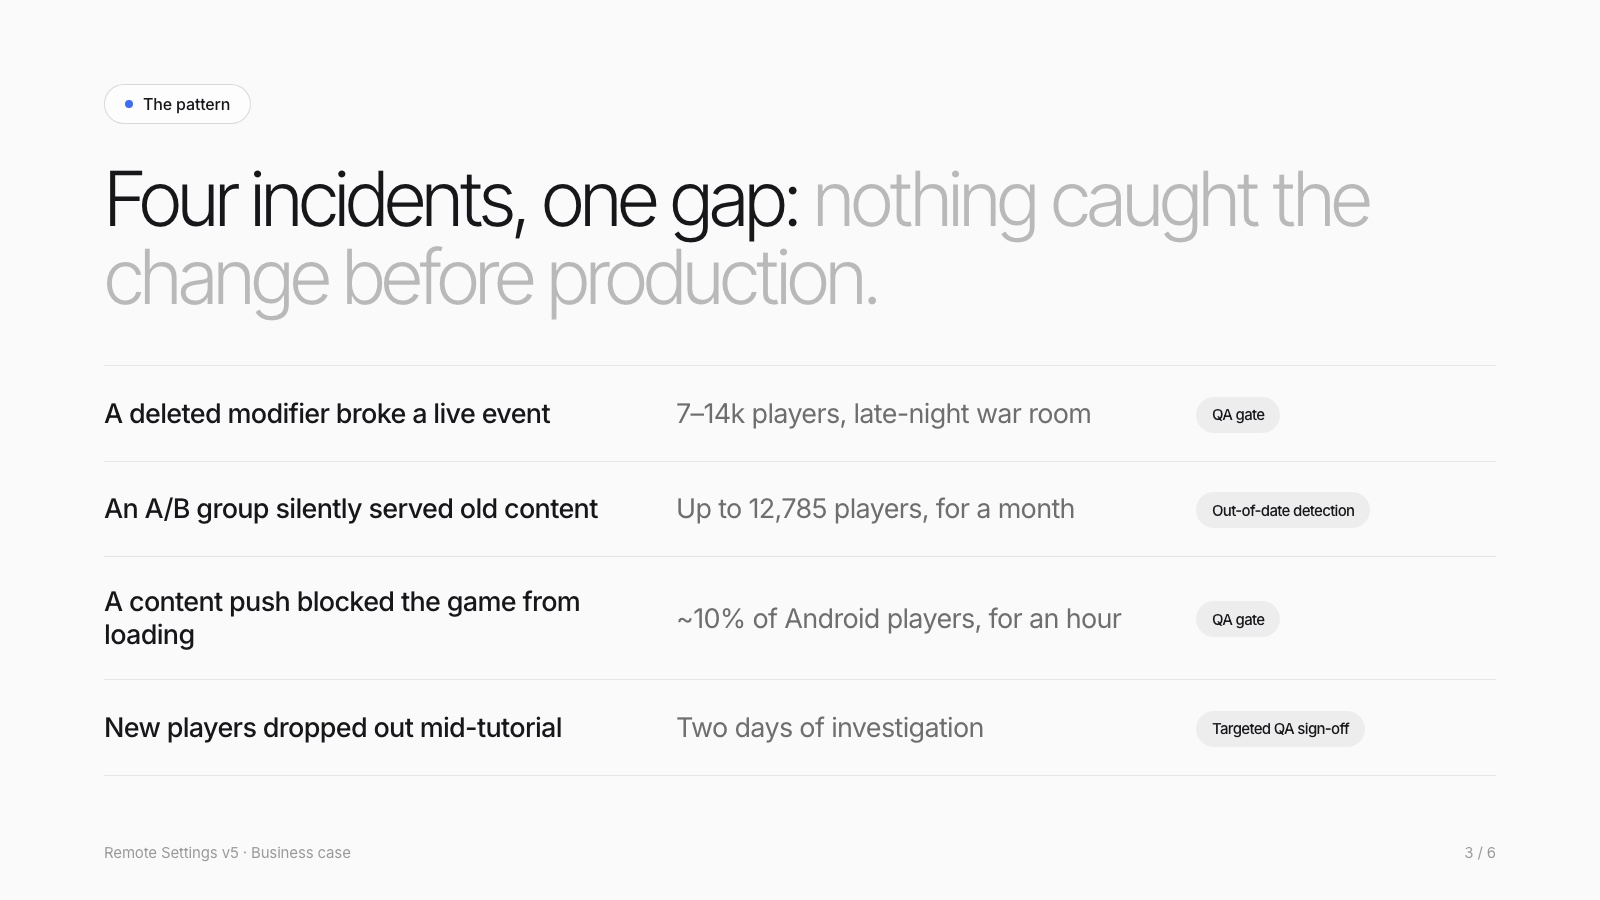 The pattern
Four incidents, one gap: nothing caught the
change before production.
A deleted modifier broke a live event
7–14k players, late-night war room
QA gate
An A/B group silently served old content
Up to 12,785 players, for a month
Out-of-date detection
A content push blocked the game from
loading
~10% of Android players, for an hour
QA gate
New players dropped out mid-tutorial
Two days of investigation
Targeted QA sign-off
Remote Settings v5 · Business case
3 / 6